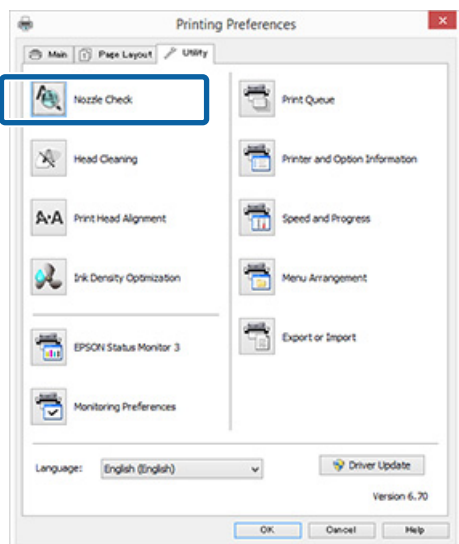 Printing Preferences
Main
Page Layout
Utility
Nozzle Check
Print Queue
Head Cleaning
Printer and Option Information
A:A
Print Head Alignment
Speed and Progress
Ink Density Optimization
Menu Arrangement
EPSON Status Monitor 3
Export or Import
Monitoring Preferences
Language:
English (English)
Driver Update
Version 6.70
OK
Cancel
Help